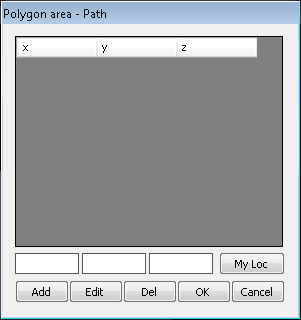 Polygon area - Path
x y z
My Loc
Add Edit Del OK Cancel